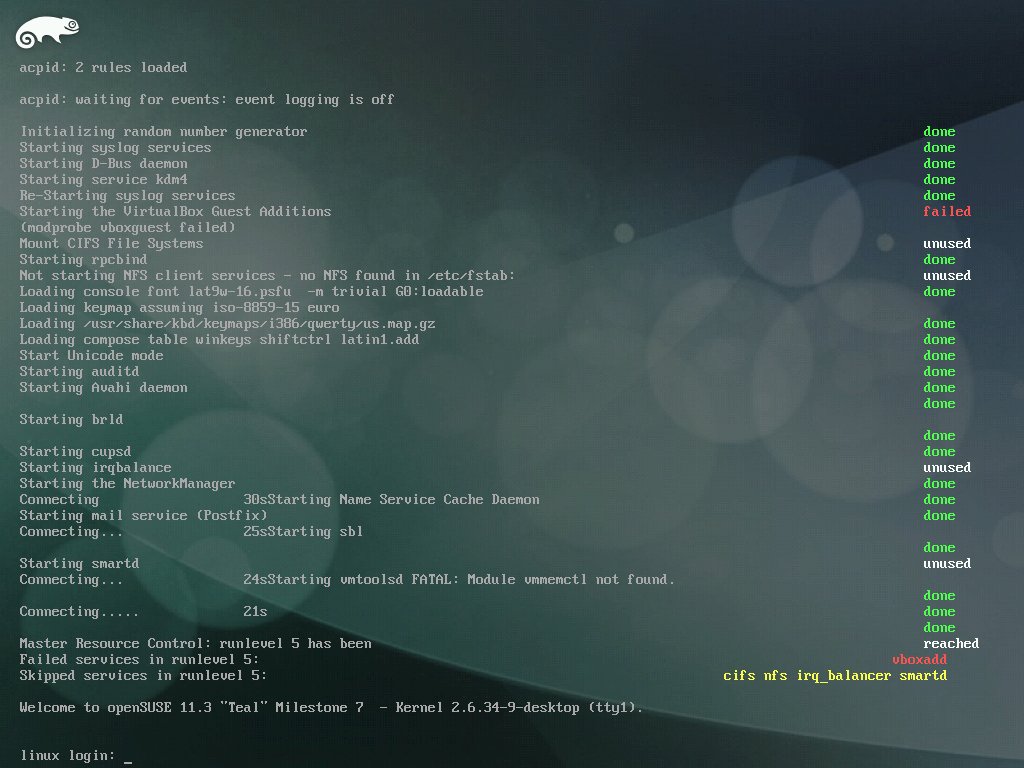 acpid: 2 rules loaded
acpid: waiting for events: event logging is off
Initializing random number generator done
Starting syslog services done
Starting D-Bus daemon done
Starting service kdm4 done
Re-Starting syslog services done
Starting the VirtualBox Guest Additions failed
(modprobe vboxguest failed)
Mount CIFS File Systems unused
Starting rpcbind done
Not starting NFS client services - no NFS found in /etc/fstab: unused
Loading console font lat9w-16.psfu  -m trivial G0:loadable done
Loading keymap assuming iso-8859-15 euro
Loading /usr/share/kbd/keymaps/i386/qwerty/us.map.gz done
Loading compose table winkeys shiftctrl latin1.add done
Start Unicode mode done
Starting auditd done
Starting Avahi daemon done
done
Starting brld
done
Starting cupsd done
Starting irqbalance unused
Starting the NetworkManager done
Connecting 30sStarting Name Service Cache Daemon done
Starting mail service (Postfix) done
Connecting... 25sStarting sbl
done
Starting smartd unused
Connecting... 24sStarting vmtoolsd FATAL: Module vmmemctl not found.
done
Connecting..... 21s done
done
Master Resource Control: runlevel 5 has been reached
Failed services in runlevel 5: vboxadd
Skipped services in runlevel 5: cifs nfs irq_balancer smartd
Welcome to openSUSE 11.3 "Teal" Milestone 7  - Kernel 2.6.34-9-desktop (tty1).
linux login: _